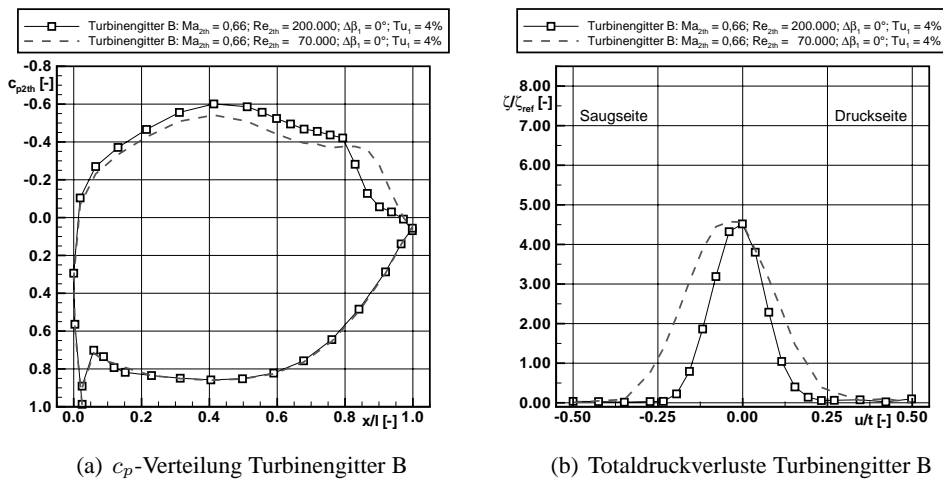 Turbinengitter B: Ma2th = 0,66; Re2th = 200.000; Δβ1 = 0°; Tu1 = 4%
Turbinengitter B: Ma2th = 0,66; Re2th = 70.000; Δβ1 = 0°; Tu1 = 4%
-0.8
cp2th [-]
-0.6
-0.4
-0.2
0.0
0.2
0.4
0.6
0.8
1.0
0.0 0.2 0.4 0.6 0.8 1.0
x/l [-]
(a) cp-Verteilung Turbinengitter B
Turbinengitter B: Ma2th = 0,66; Re2th = 200.000; Δβ1 = 0°; Tu1 = 4%
Turbinengitter B: Ma2th = 0,66; Re2th = 70.000; Δβ1 = 0°; Tu1 = 4%
8.00
ζ/ζref [-]
7.00
Saugseite Druckseite
6.00
5.00
4.00
3.00
2.00
1.00
0.00
-0.50 -0.25 0.00 0.25 0.50
u/t [-]
(b) Totaldruckverluste Turbinengitter B